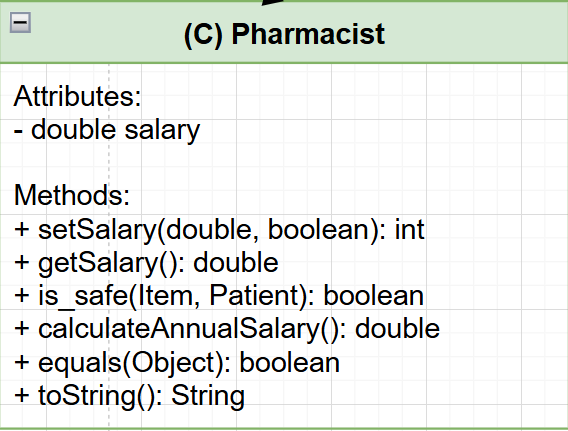 (C) Pharmacist
Attributes:
- double salary
Methods:
+ setSalary(double, boolean): int
+ getSalary(): double
+ is_safe(Item, Patient): boolean
+ calculateAnnualSalary(): double
+ equals(Object): boolean
+ toString(): String